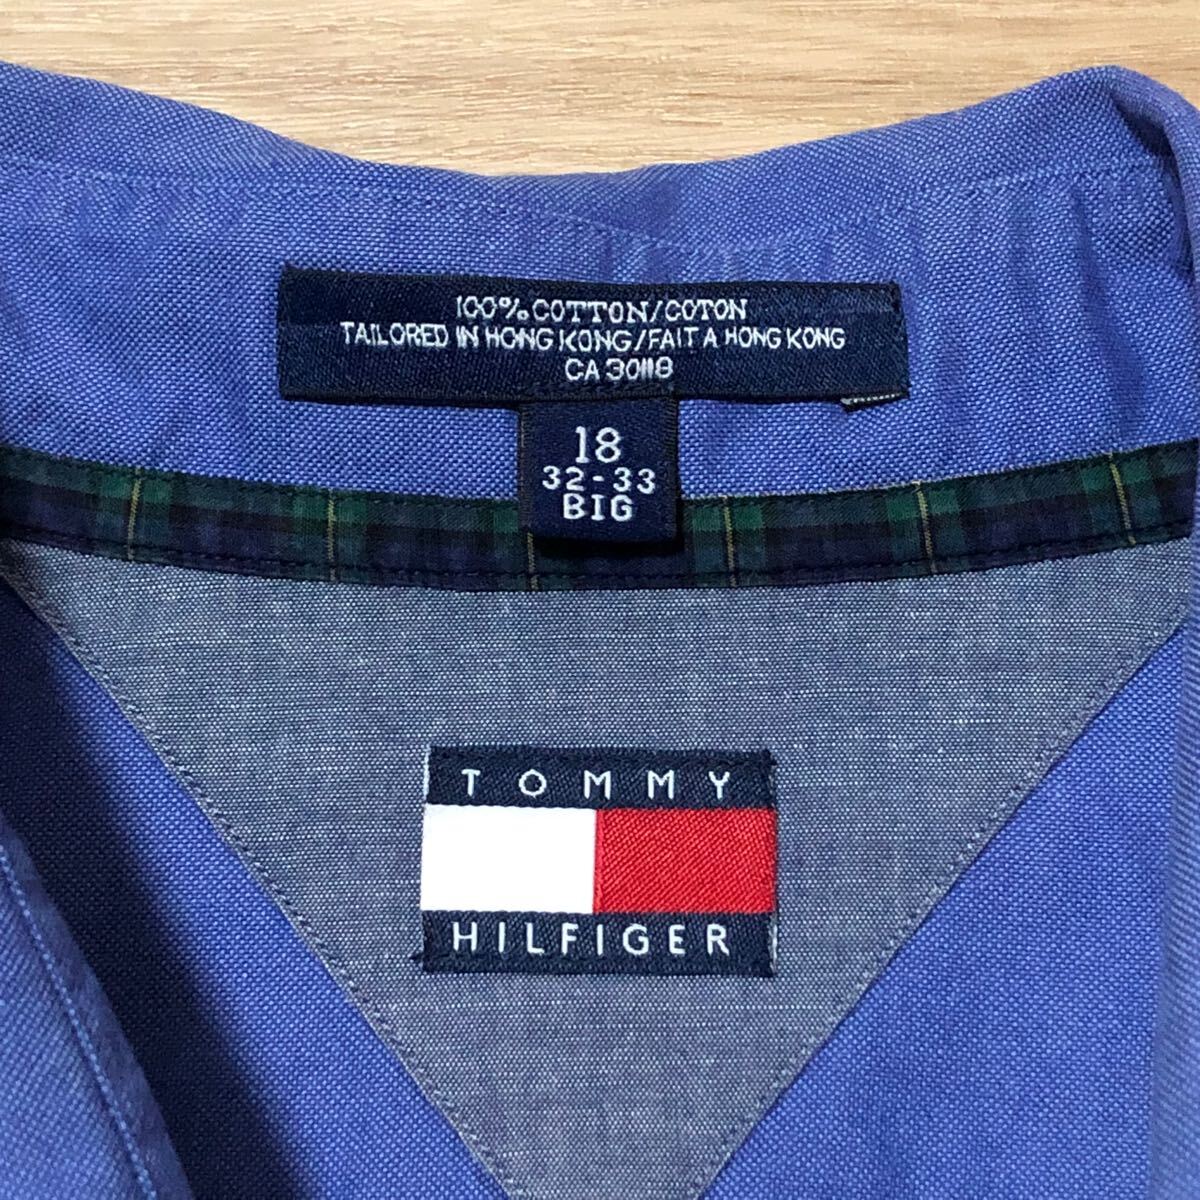 100% COTTON/COTON
TAILORED IN HONG KONG/FAIT A HONG KONG
CA 30118
18
32-33
BIG
TOMMY
HILFIGER